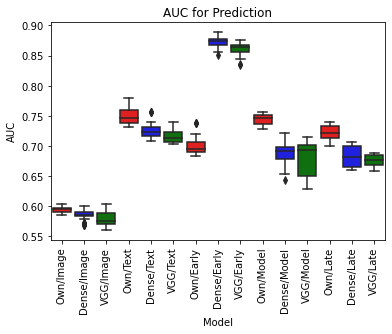 AUC for Prediction
AUC
0.90
0.85
0.80
0.75
0.70
0.65
0.60
0.55
Own/Image
Dense/Image
VGG/Image
Own/Text
Dense/Text
VGG/Text
Own/Early
Dense/Early
VGG/Early
Own/Model
Dense/Model
VGG/Model
Own/Late
Dense/Late
VGG/Late
Model